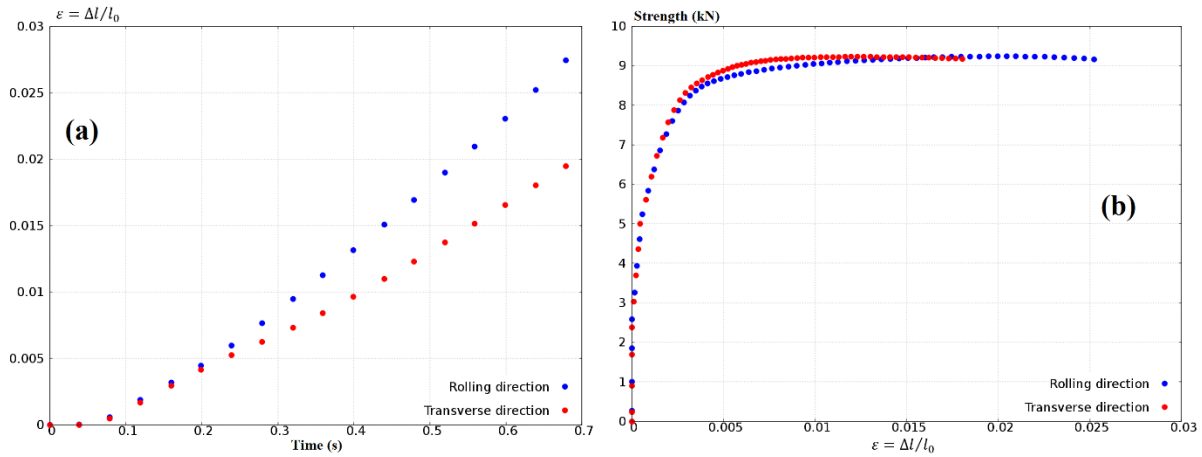 ε = Δl/l₀
0.03
0.025
0.02
0.015
0.01
0.005
0
(a)
Rolling direction
Transverse direction
0 0.1 0.2 0.3 0.4 0.5 0.6 0.7
Time (s)
Strength (kN)
10
9
8
7
6
5
4
3
2
1
0
(b)
Rolling direction
Transverse direction
0 0.005 0.01 0.015 0.02 0.025 0.03
ε = Δl/l₀